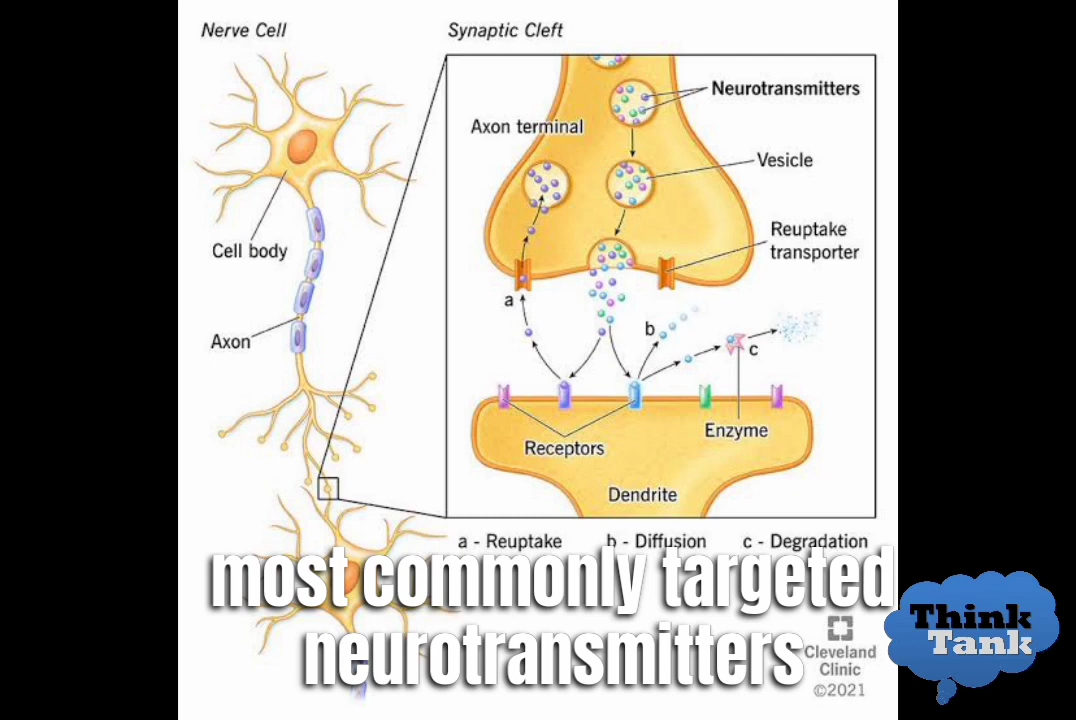 Nerve Cell
Synaptic Cleft
Neurotransmitters
Axon terminal
Vesicle
Reuptake
transporter
Cell body
a
b
c
Axon
Receptors
Enzyme
Dendrite
a - Reuptake b - Diffusion c - Degradation
most commonly targeted
neurotransmitters
Think
Tank
Cleveland
Clinic
©2021